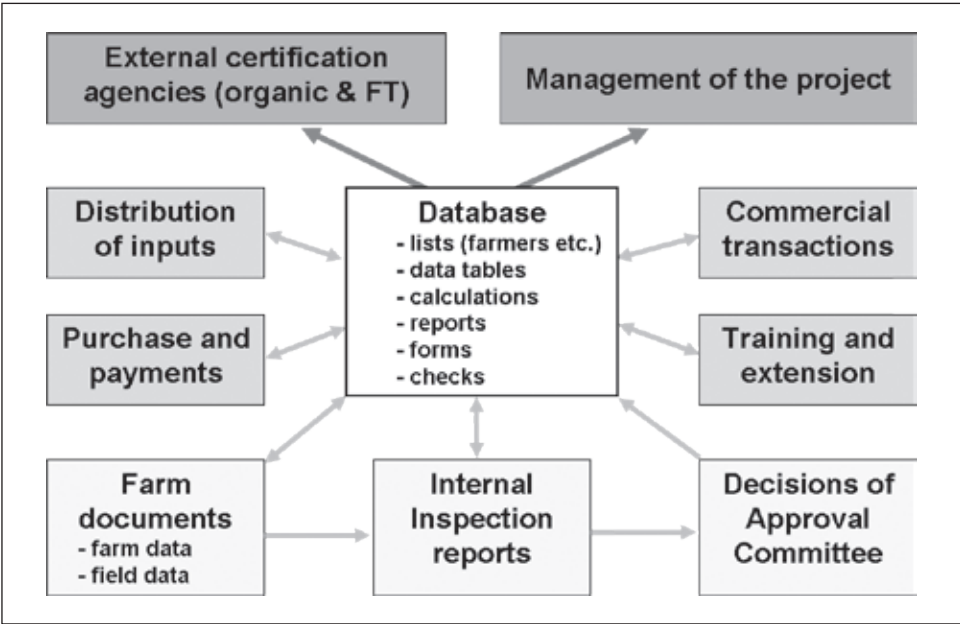 External certification
agencies (organic & FT)
Management of the project
Distribution
of inputs
Database
- lists (farmers etc.)
- data tables
- calculations
- reports
- forms
- checks
Commercial
transactions
Purchase and
payments
Training and
extension
Farm
documents
- farm data
- field data
Internal
Inspection
reports
Decisions of
Approval
Committee